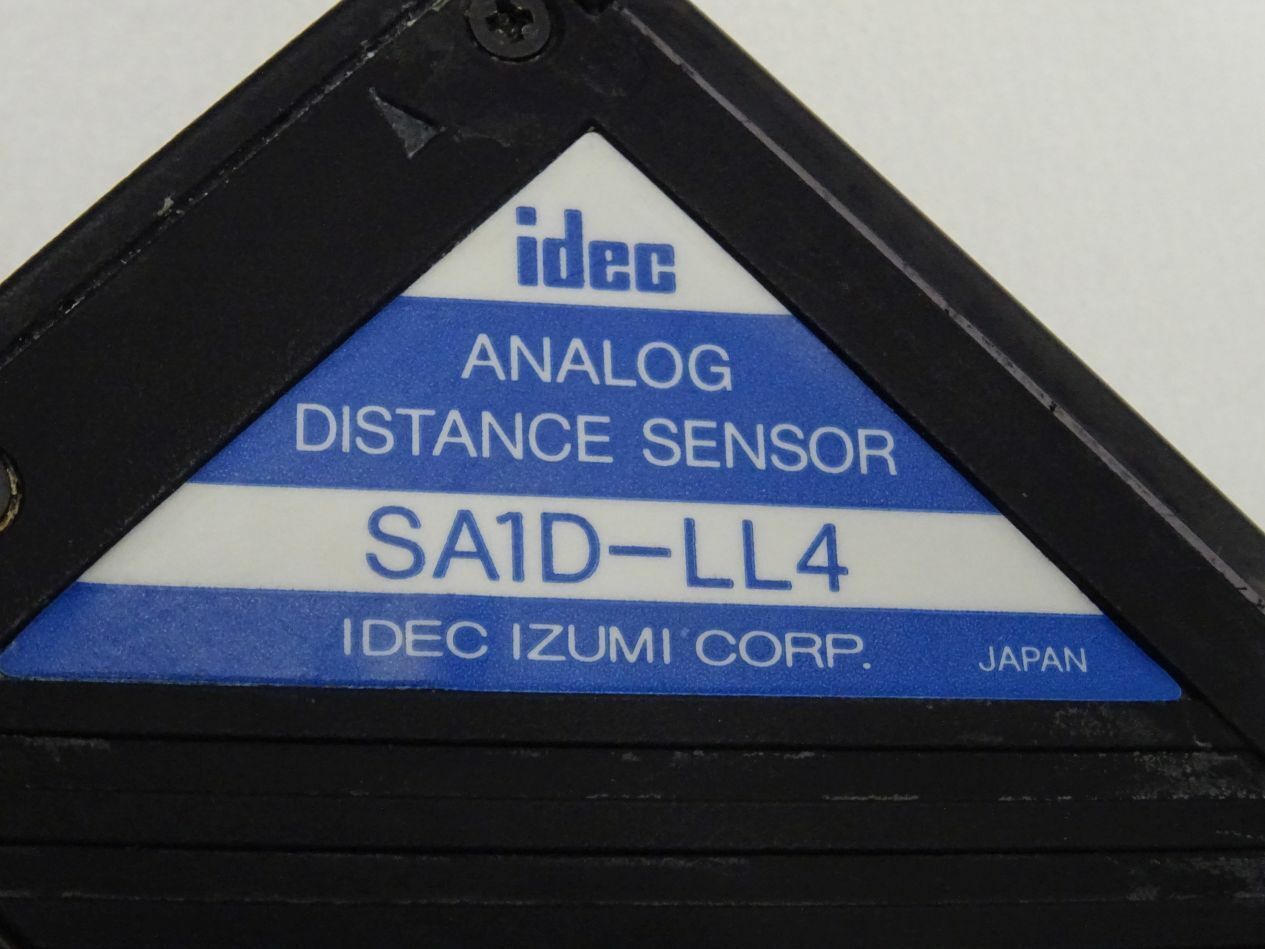 idec
ANALOG
DISTANCE SENSOR
SA1D-LL4
IDEC IZUMI CORP. JAPAN